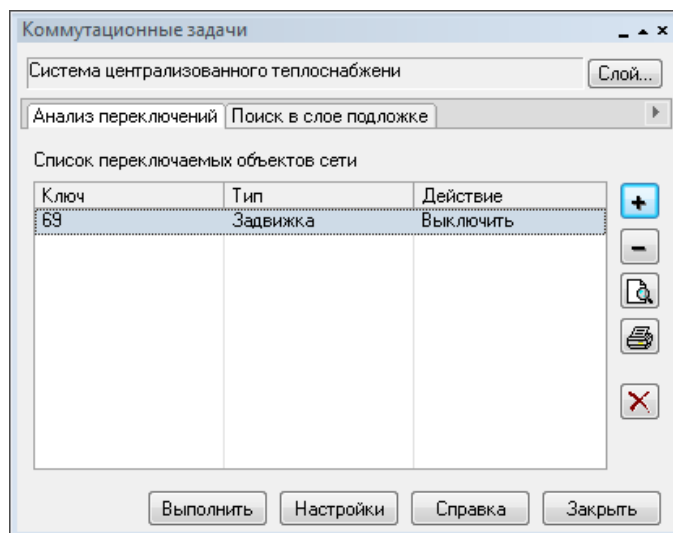 Коммутационные задачи
Система централизованного теплоснабжени
Слой...
Анализ переключений Поиск в слое подложке
Список переключаемых объектов сети
Ключ Тип Действие
69 Задвижка Выключить
Выполнить Настройки Справка Закрыть